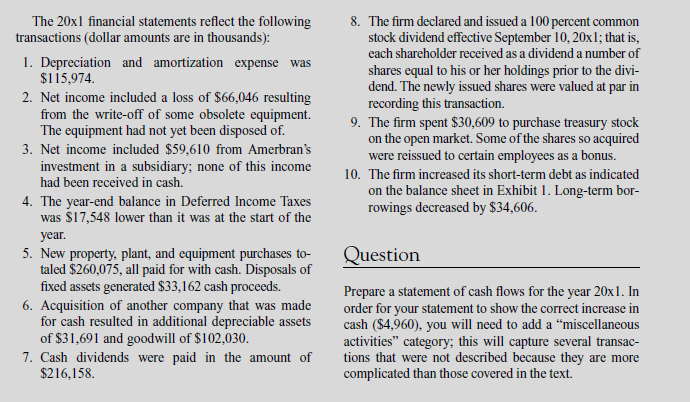 The 20x1 financial statements reflect the following
transactions (dollar amounts are in thousands):
1. Depreciation and amortization expense was
$115,974.
2. Net income included a loss of $66,046 resulting
from the write-off of some obsolete equipment.
The equipment had not yet been disposed of.
3. Net income included $59,610 from Amerbran's
investment in a subsidiary; none of this income
had been received in cash.
4. The year-end balance in Deferred Income Taxes
was $17,548 lower than it was at the start of the
year.
5. New property, plant, and equipment purchases to-
taled $260,075, all paid for with cash. Disposals of
fixed assets generated $33,162 cash proceeds.
6. Acquisition of another company that was made
for cash resulted in additional depreciable assets
of $31,691 and goodwill of $102,030.
7. Cash dividends were paid in the amount of
$216,158.
8. The firm declared and issued a 100 percent common
stock dividend effective September 10, 20x1; that is,
each shareholder received as a dividend a number of
shares equal to his or her holdings prior to the divi-
dend. The newly issued shares were valued at par in
recording this transaction.
9. The firm spent $30,609 to purchase treasury stock
on the open market. Some of the shares so acquired
were reissued to certain employees as a bonus.
10. The firm increased its short-term debt as indicated
on the balance sheet in Exhibit 1. Long-term bor-
rowings decreased by $34,606.
Question
Prepare a statement of cash flows for the year 20x1. In
order for your statement to show the correct increase in
cash ($4,960), you will need to add a "miscellaneous
activities" category; this will capture several transac-
tions that were not described because they are more
complicated than those covered in the text.